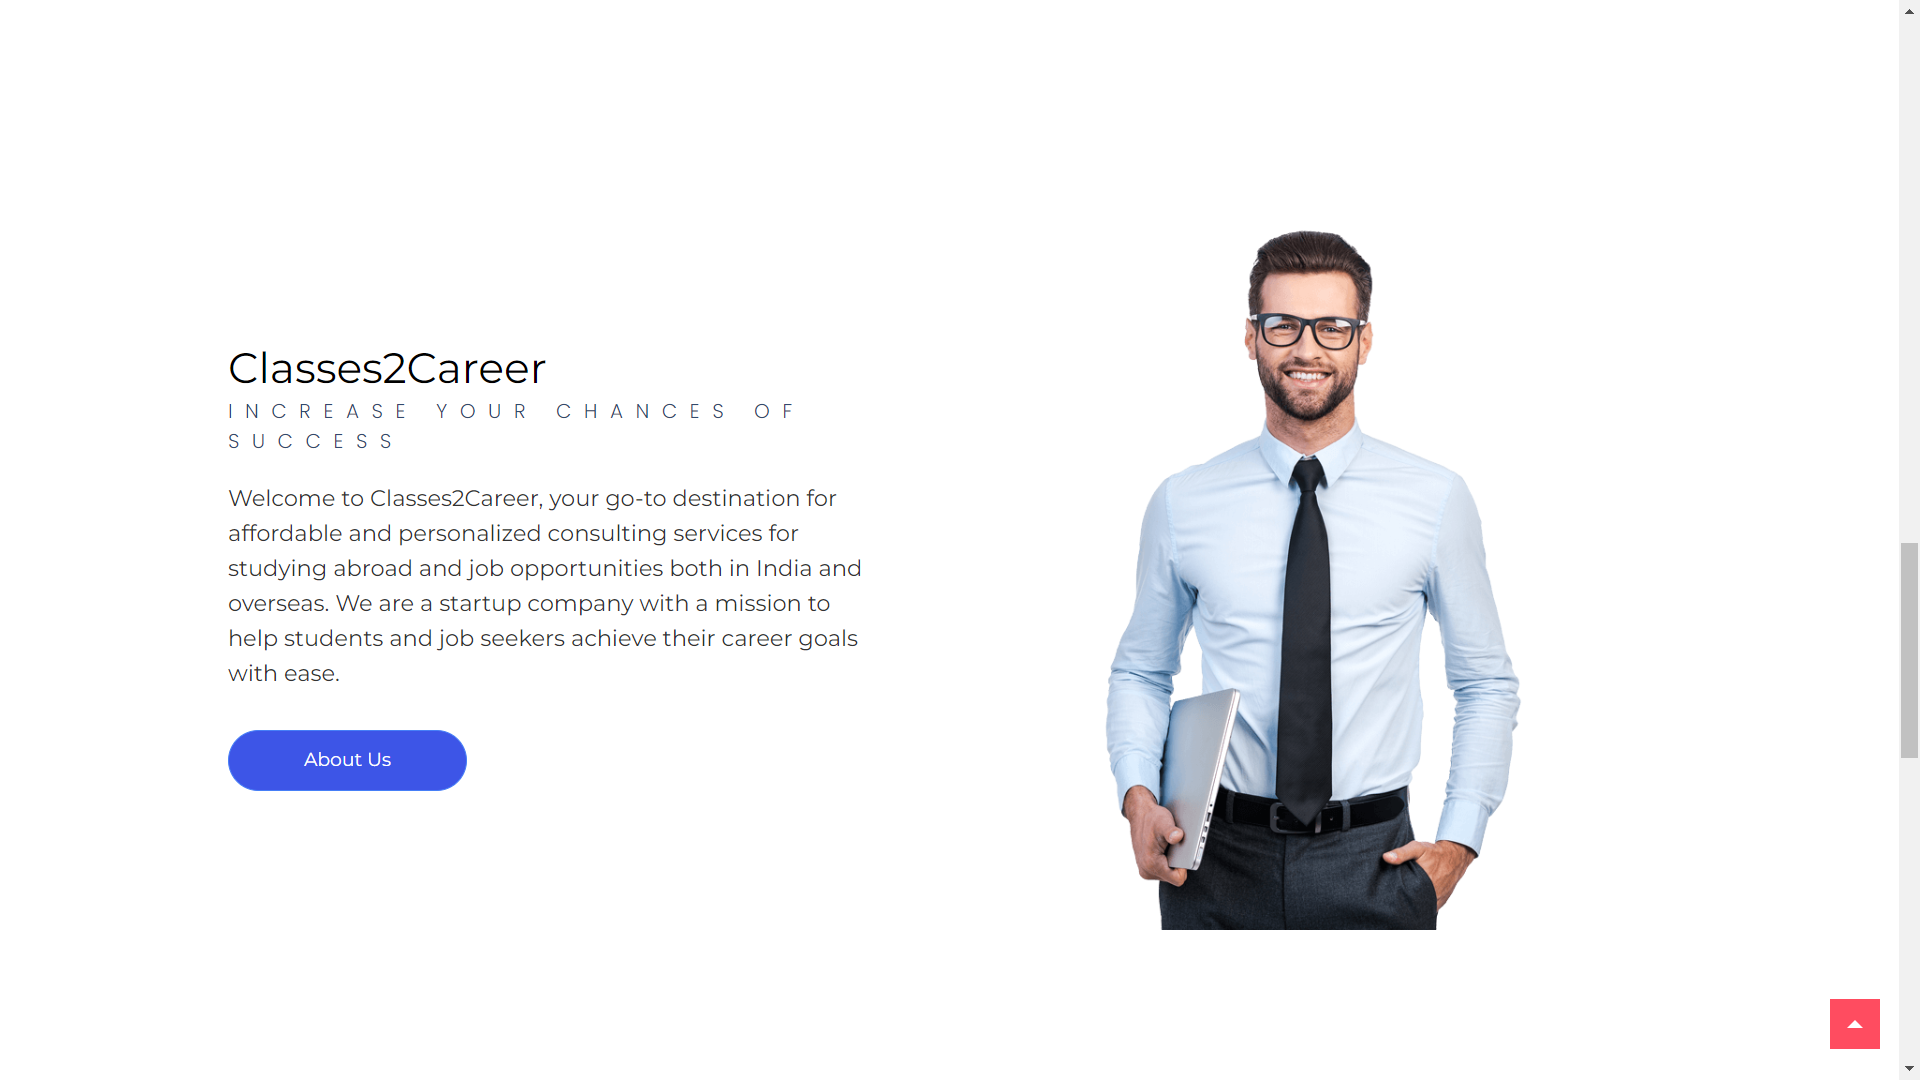 Classes2Career
INCREASE YOUR CHANCES OF
SUCCESS
Welcome to Classes2Career, your go-to destination for
affordable and personalized consulting services for
studying abroad and job opportunities both in India and
overseas. We are a startup company with a mission to
help students and job seekers achieve their career goals
with ease.
About Us